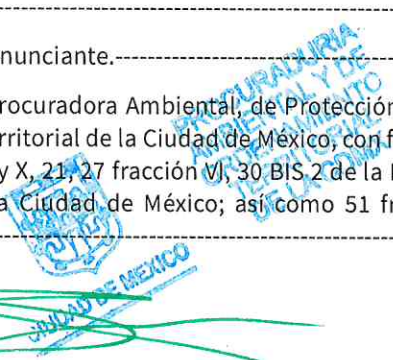 nunciante.
rocuradora Ambiental, de Protección
rritorial de la Ciudad de México, con f
y X, 21, 27 fracción VI, 30 BIS 2 de la
a Ciudad de México; así como 51 fr
PROCURADURIA
AMBIENTAL Y DE
ORDENAMIENTO
TERRITORIAL
CIUDAD DE MEXICO